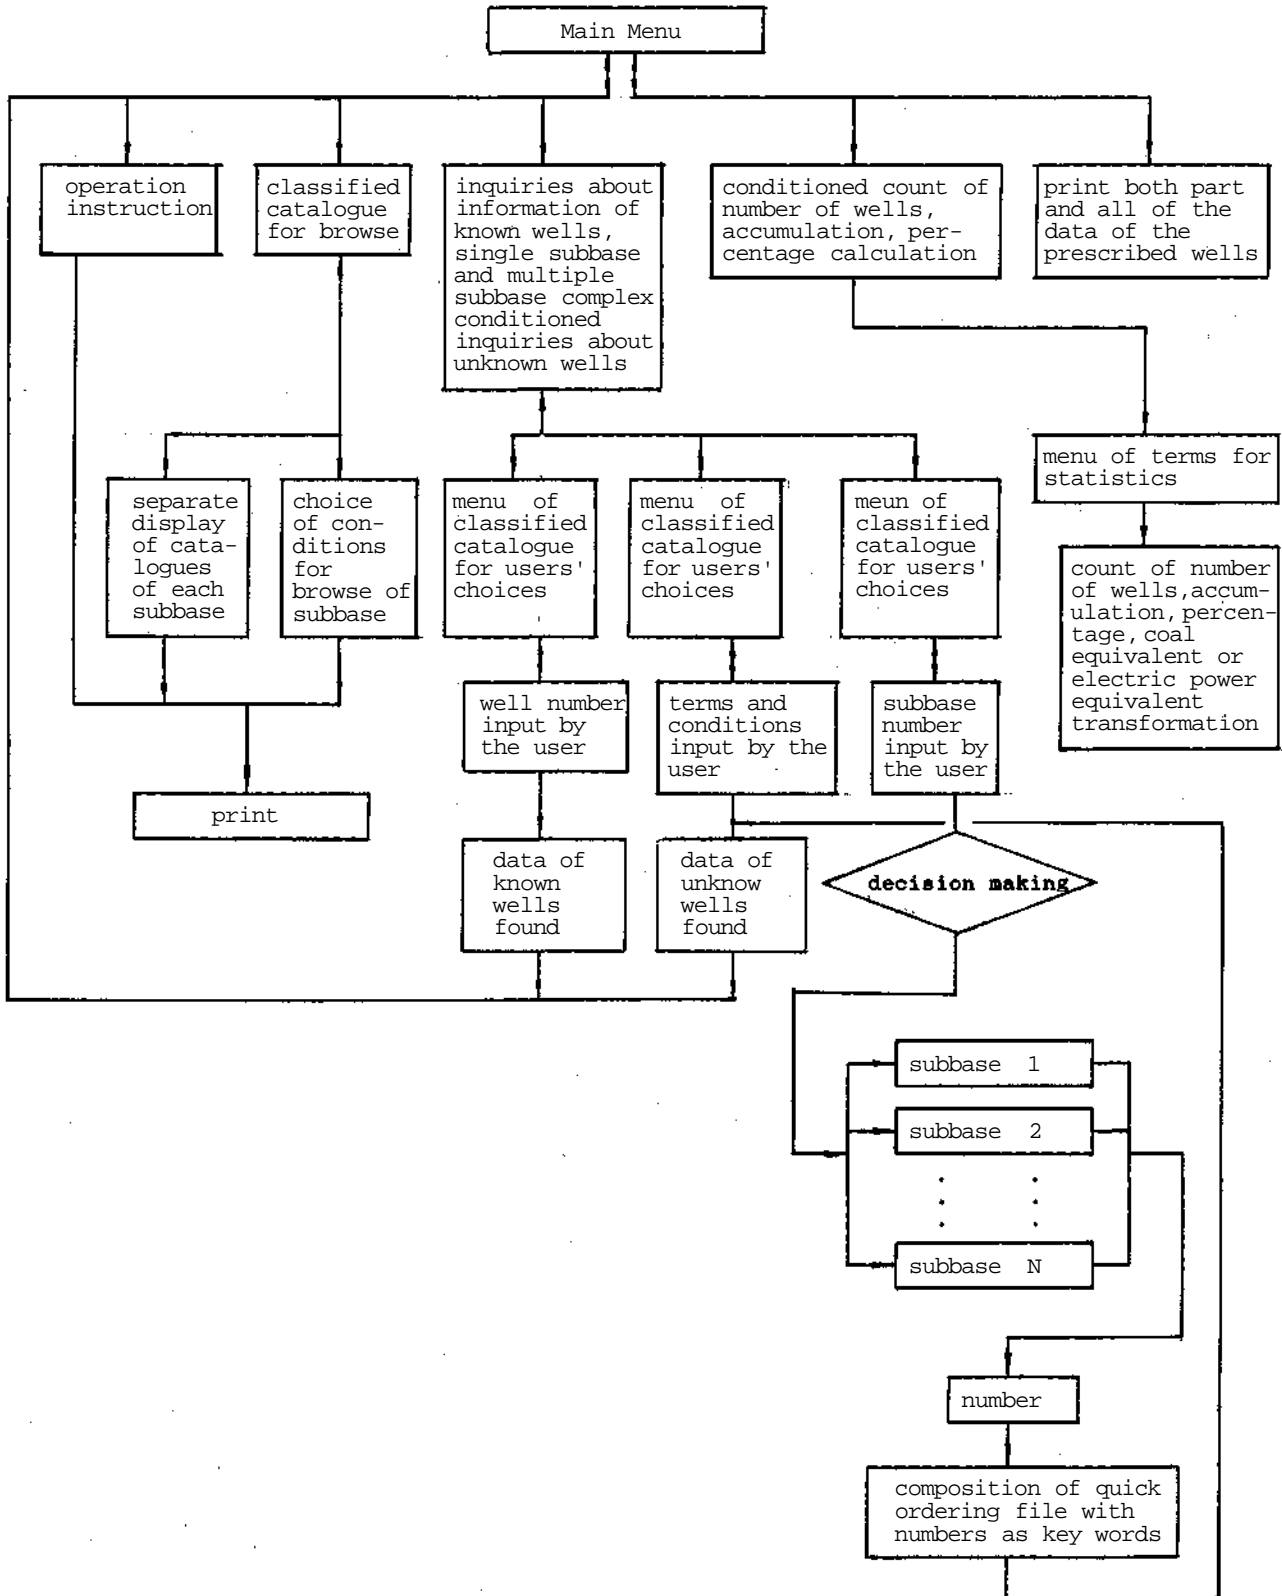 Main Menu
operation
instruction
classified
catalogue
for browse
inquiries about
information of
known wells,
single subbase
and multiple
subbase complex
conditioned
inquiries about
unknown wells
conditioned count of
number of wells,
accumulation, per-
centage calculation
print both part
and all of the
data of the
prescribed wells
separate
display
of cata-
logues
of each
subbase
choice
of con-
ditions
for
browse of
subbase
menu of
classified
catalogue
for users'
choices
menu of
classified
catalogue
for users'
choices
meun of
classified
catalogue
for users'
choices
menu of terms for
statistics
count of number
of wells, accum-
ulation, percen-
tage, coal
equivalent or
electric power
equivalent
transformation
well number
input by
the user
terms and
conditions
input by the
user
subbase
number
input by
the user
print
data of
known
wells
found
data of
unknow
wells
found
decision making
subbase 1
subbase 2
subbase N
number
composition of quick
ordering file with
numbers as key words